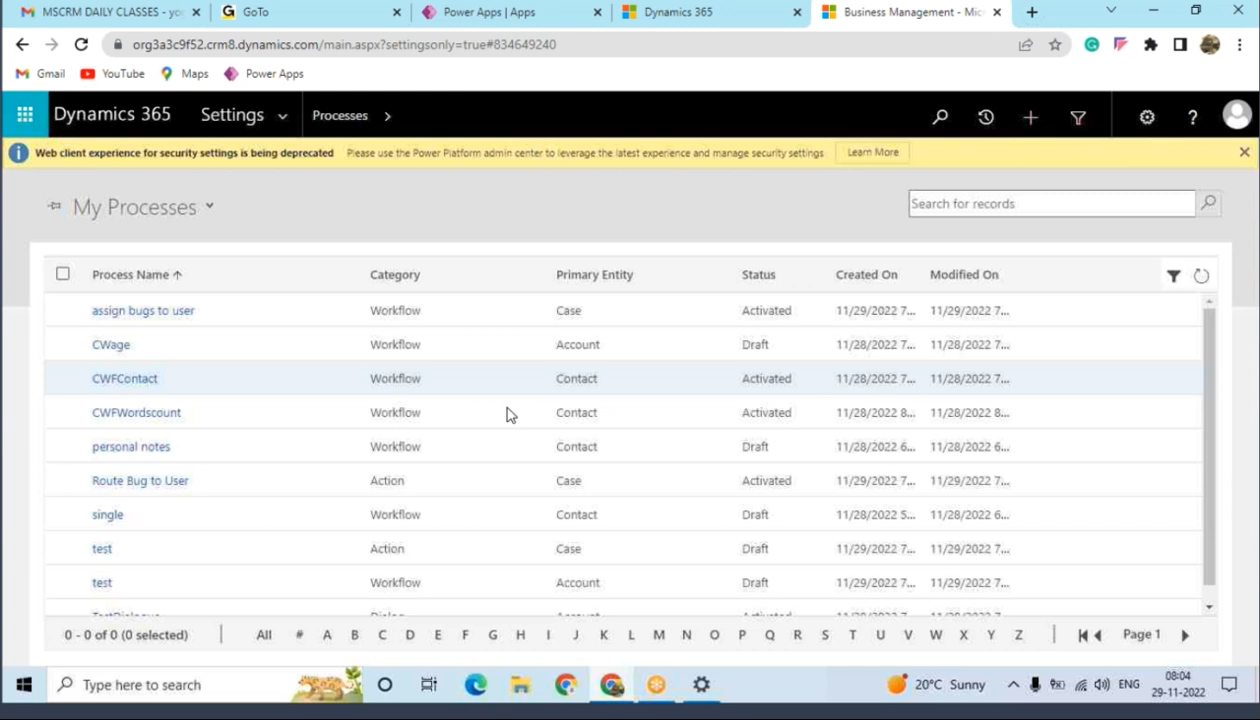 MSCRM DAILY CLASSES - yo
GoTo
Power Apps | Apps
Dynamics 365
Business Management - Micr
org3a3c9f52.crm8.dynamics.com/main.aspx?settingsonly=true#834649240
Gmail
YouTube
Maps
Power Apps
Dynamics 365
Settings
Processes
Web client experience for security settings is being deprecated Please use the Power Platform admin center to leverage the latest experience and manage security settings Learn More
My Processes
Search for records
Process Name Category Primary Entity Status Created On Modified On
assign bugs to user Workflow Case Activated 11/29/2022 7... 11/29/2022 7...
CWage Workflow Account Draft 11/28/2022 7... 11/28/2022 7...
CWFContact Workflow Contact Activated 11/28/2022 7... 11/28/2022 7...
CWFWordscount Workflow Contact Activated 11/28/2022 8... 11/28/2022 8...
personal notes Workflow Contact Draft 11/28/2022 6... 11/28/2022 6...
Route Bug to User Action Case Activated 11/29/2022 7... 11/29/2022 7...
single Workflow Contact Draft 11/28/2022 5... 11/28/2022 6...
test Action Case Draft 11/29/2022 7... 11/29/2022 7...
test Workflow Account Draft 11/29/2022 7... 11/29/2022 7...
TestDialogue Dialog Account Activated
0 - 0 of 0 (0 selected) All # A B C D E F G H I J K L M N O P Q R S T U V W X Y Z Page 1
Type here to search
20°C Sunny
ENG
08:04
29-11-2022